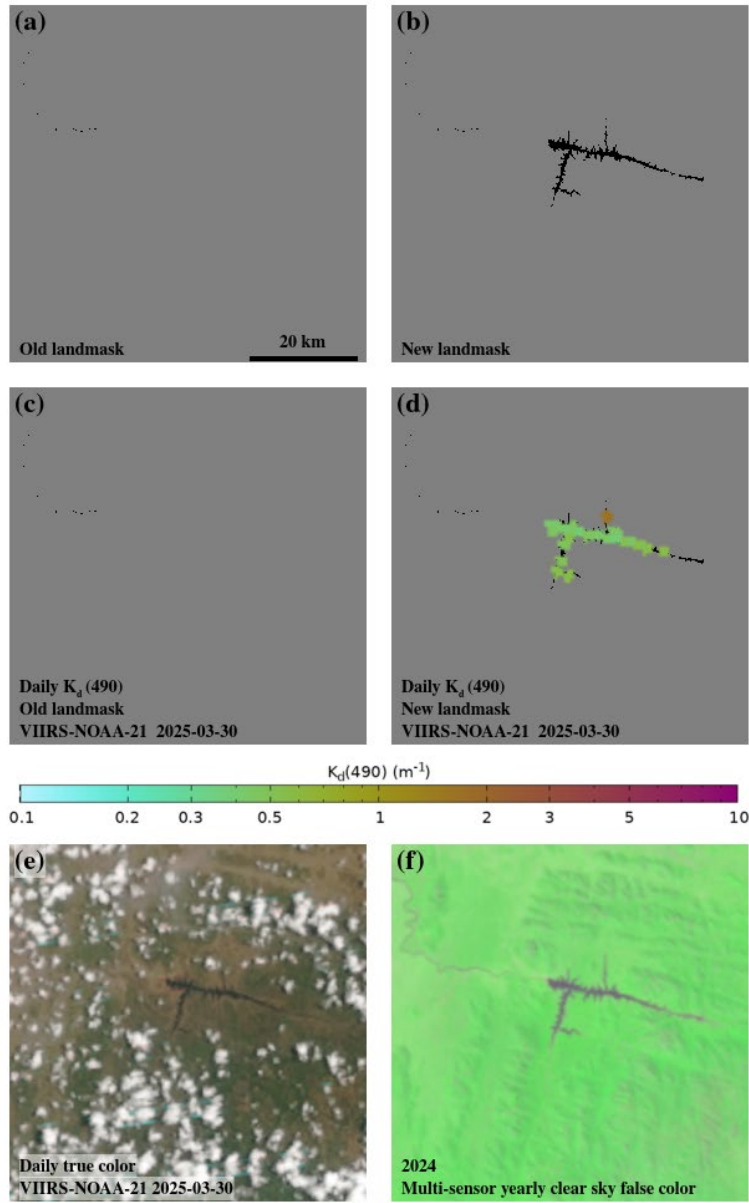 (a)
(b)
Old landmask
20 km
New landmask
(c)
(d)
Daily K_d (490)
Old landmask
VIIRS-NOAA-21 2025-03-30
Daily K_d (490)
New landmask
VIIRS-NOAA-21 2025-03-30
K_d(490) (m⁻¹)
0.1 0.2 0.3 0.5 1 2 3 5 10
(e)
(f)
Daily true color
VIIRS-NOAA-21 2025-03-30
2024
Multi-sensor yearly clear sky false color